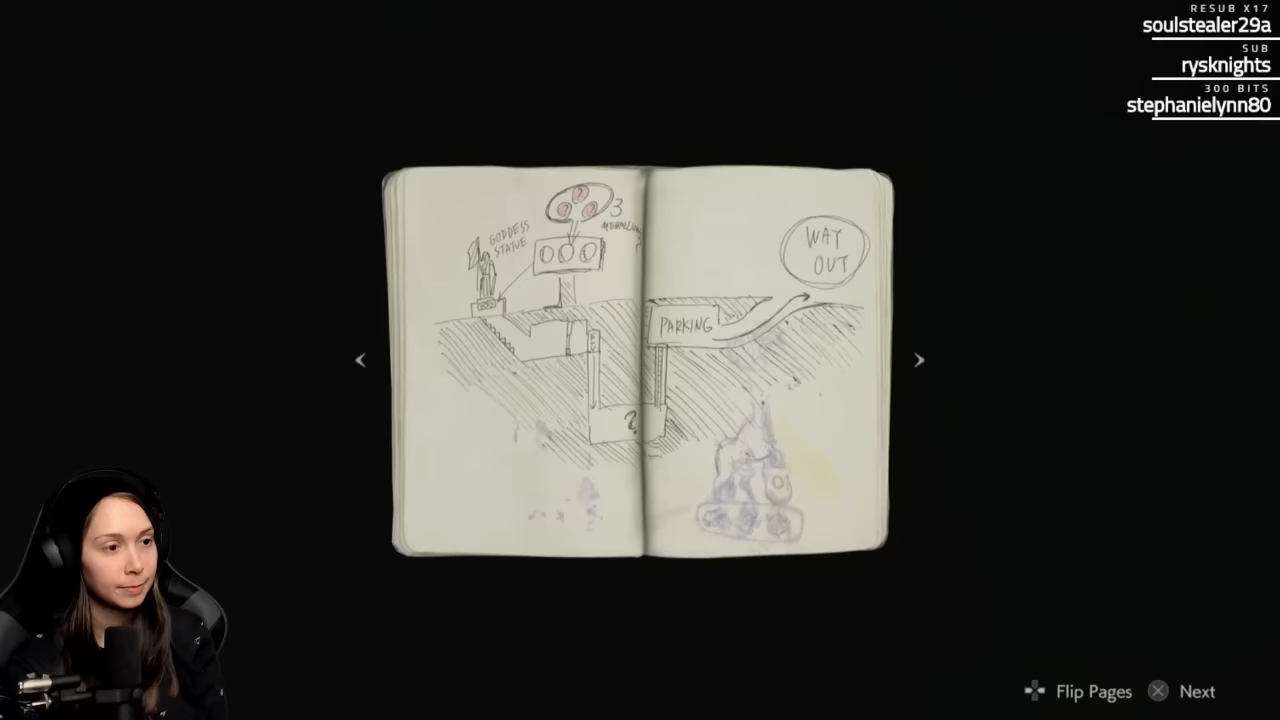 RESUB X17
soulstealer29a
SUB
rysknights
300 BITS
stephanielynn80
3
GODDESS
STATUE
WAY
OUT
PARKING
?
Flip Pages
Next